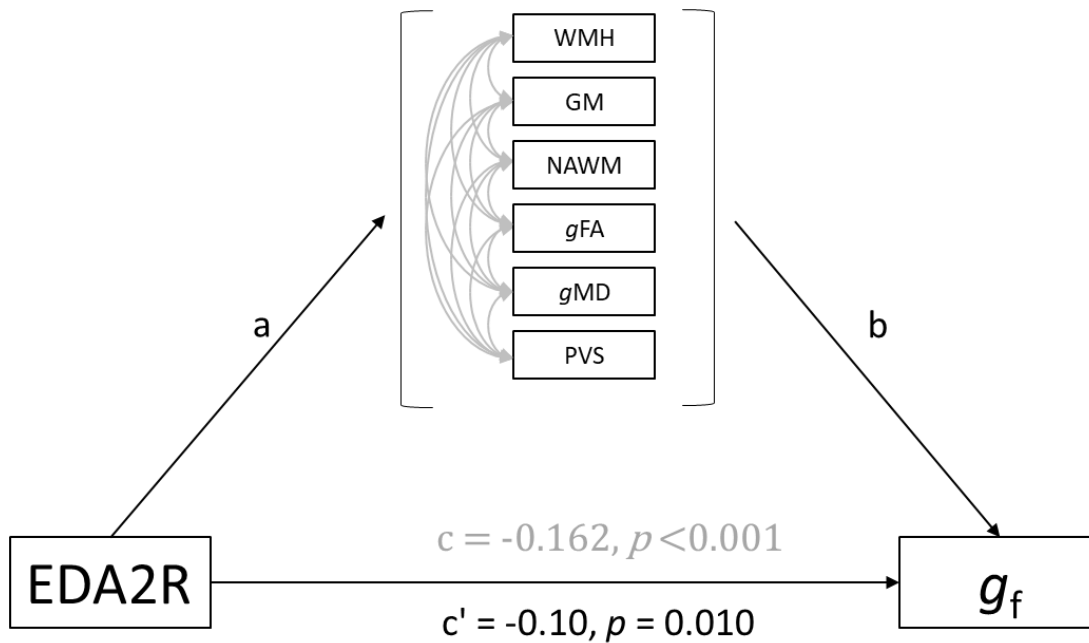 WMH
GM
NAWM
gFA
gMD
PVS
a
b
c = -0.162, p <0.001
EDA2R
gf
c' = -0.10, p = 0.010